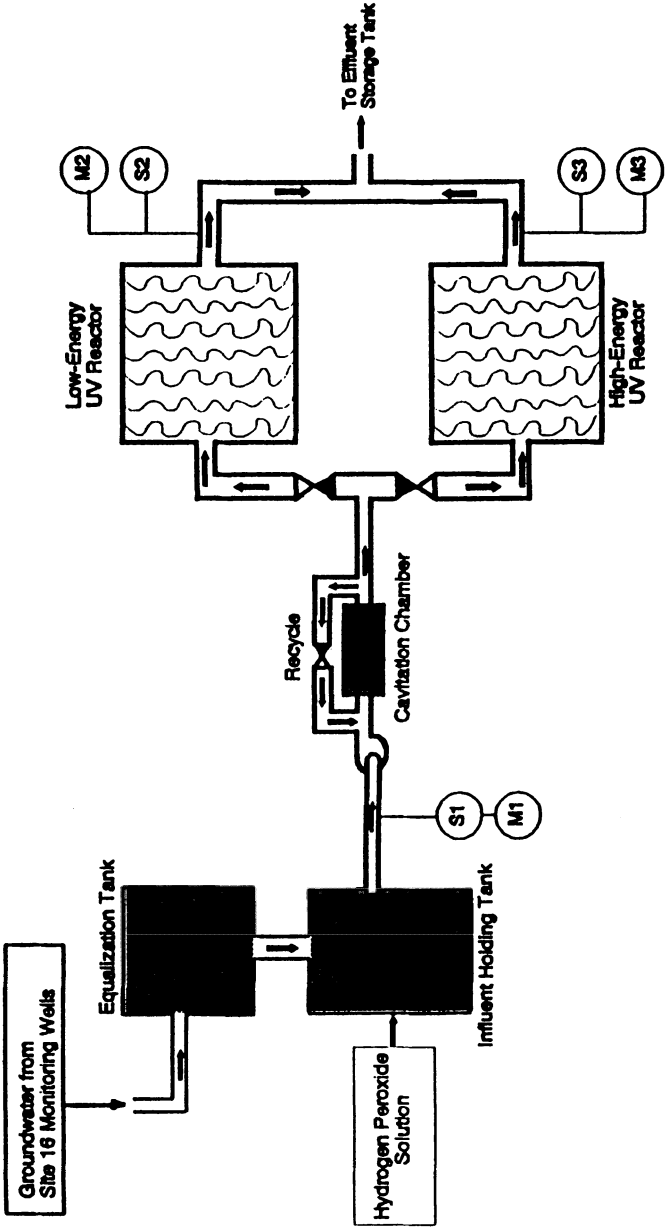 Groundwater from
Site 16 Monitoring Wells
Equalization Tank
Hydrogen Peroxide
Solution
Influent Holding Tank
S1
M1
Recycle
Cavitation Chamber
Low-Energy
UV Reactor
High-Energy
UV Reactor
M2
S2
S3
M3
To Effluent
Storage Tank